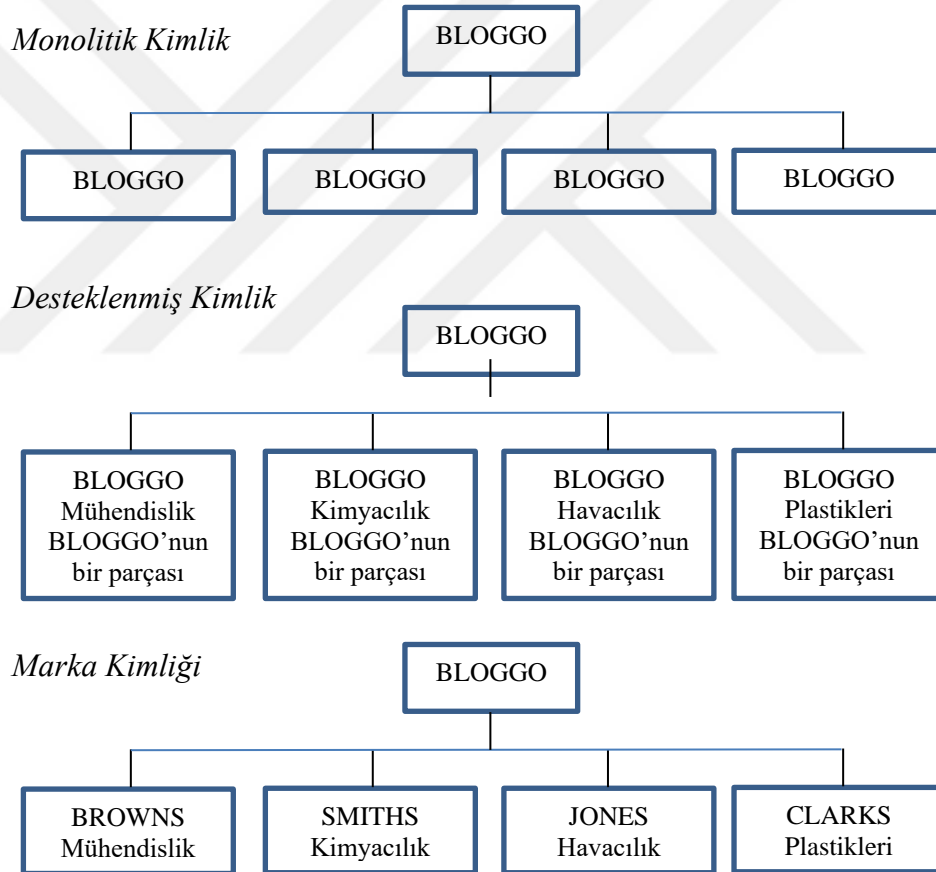 Monolitik Kimlik
BLOGGO
BLOGGO
BLOGGO
BLOGGO
BLOGGO
Desteklenmiş Kimlik
BLOGGO
BLOGGO
Mühendislik
BLOGGO’nun
bir parçası
BLOGGO
Kimyacılık
BLOGGO’nun
bir parçası
BLOGGO
Havacılık
BLOGGO’nun
bir parçası
BLOGGO
Plastikleri
BLOGGO’nun
bir parçası
Marka Kimliği
BLOGGO
BROWNS
Mühendislik
SMITHS
Kimyacılık
JONES
Havacılık
CLARKS
Plastikleri